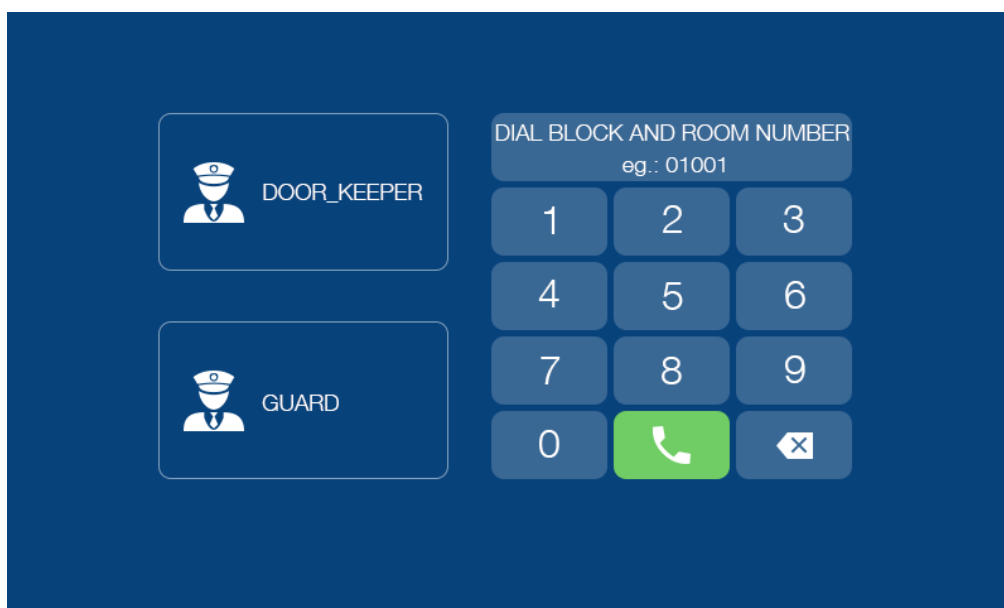 DOOR_KEEPER
GUARD
DIAL BLOCK AND ROOM NUMBER
eg.: 01001
1 2 3
4 5 6
7 8 9
0